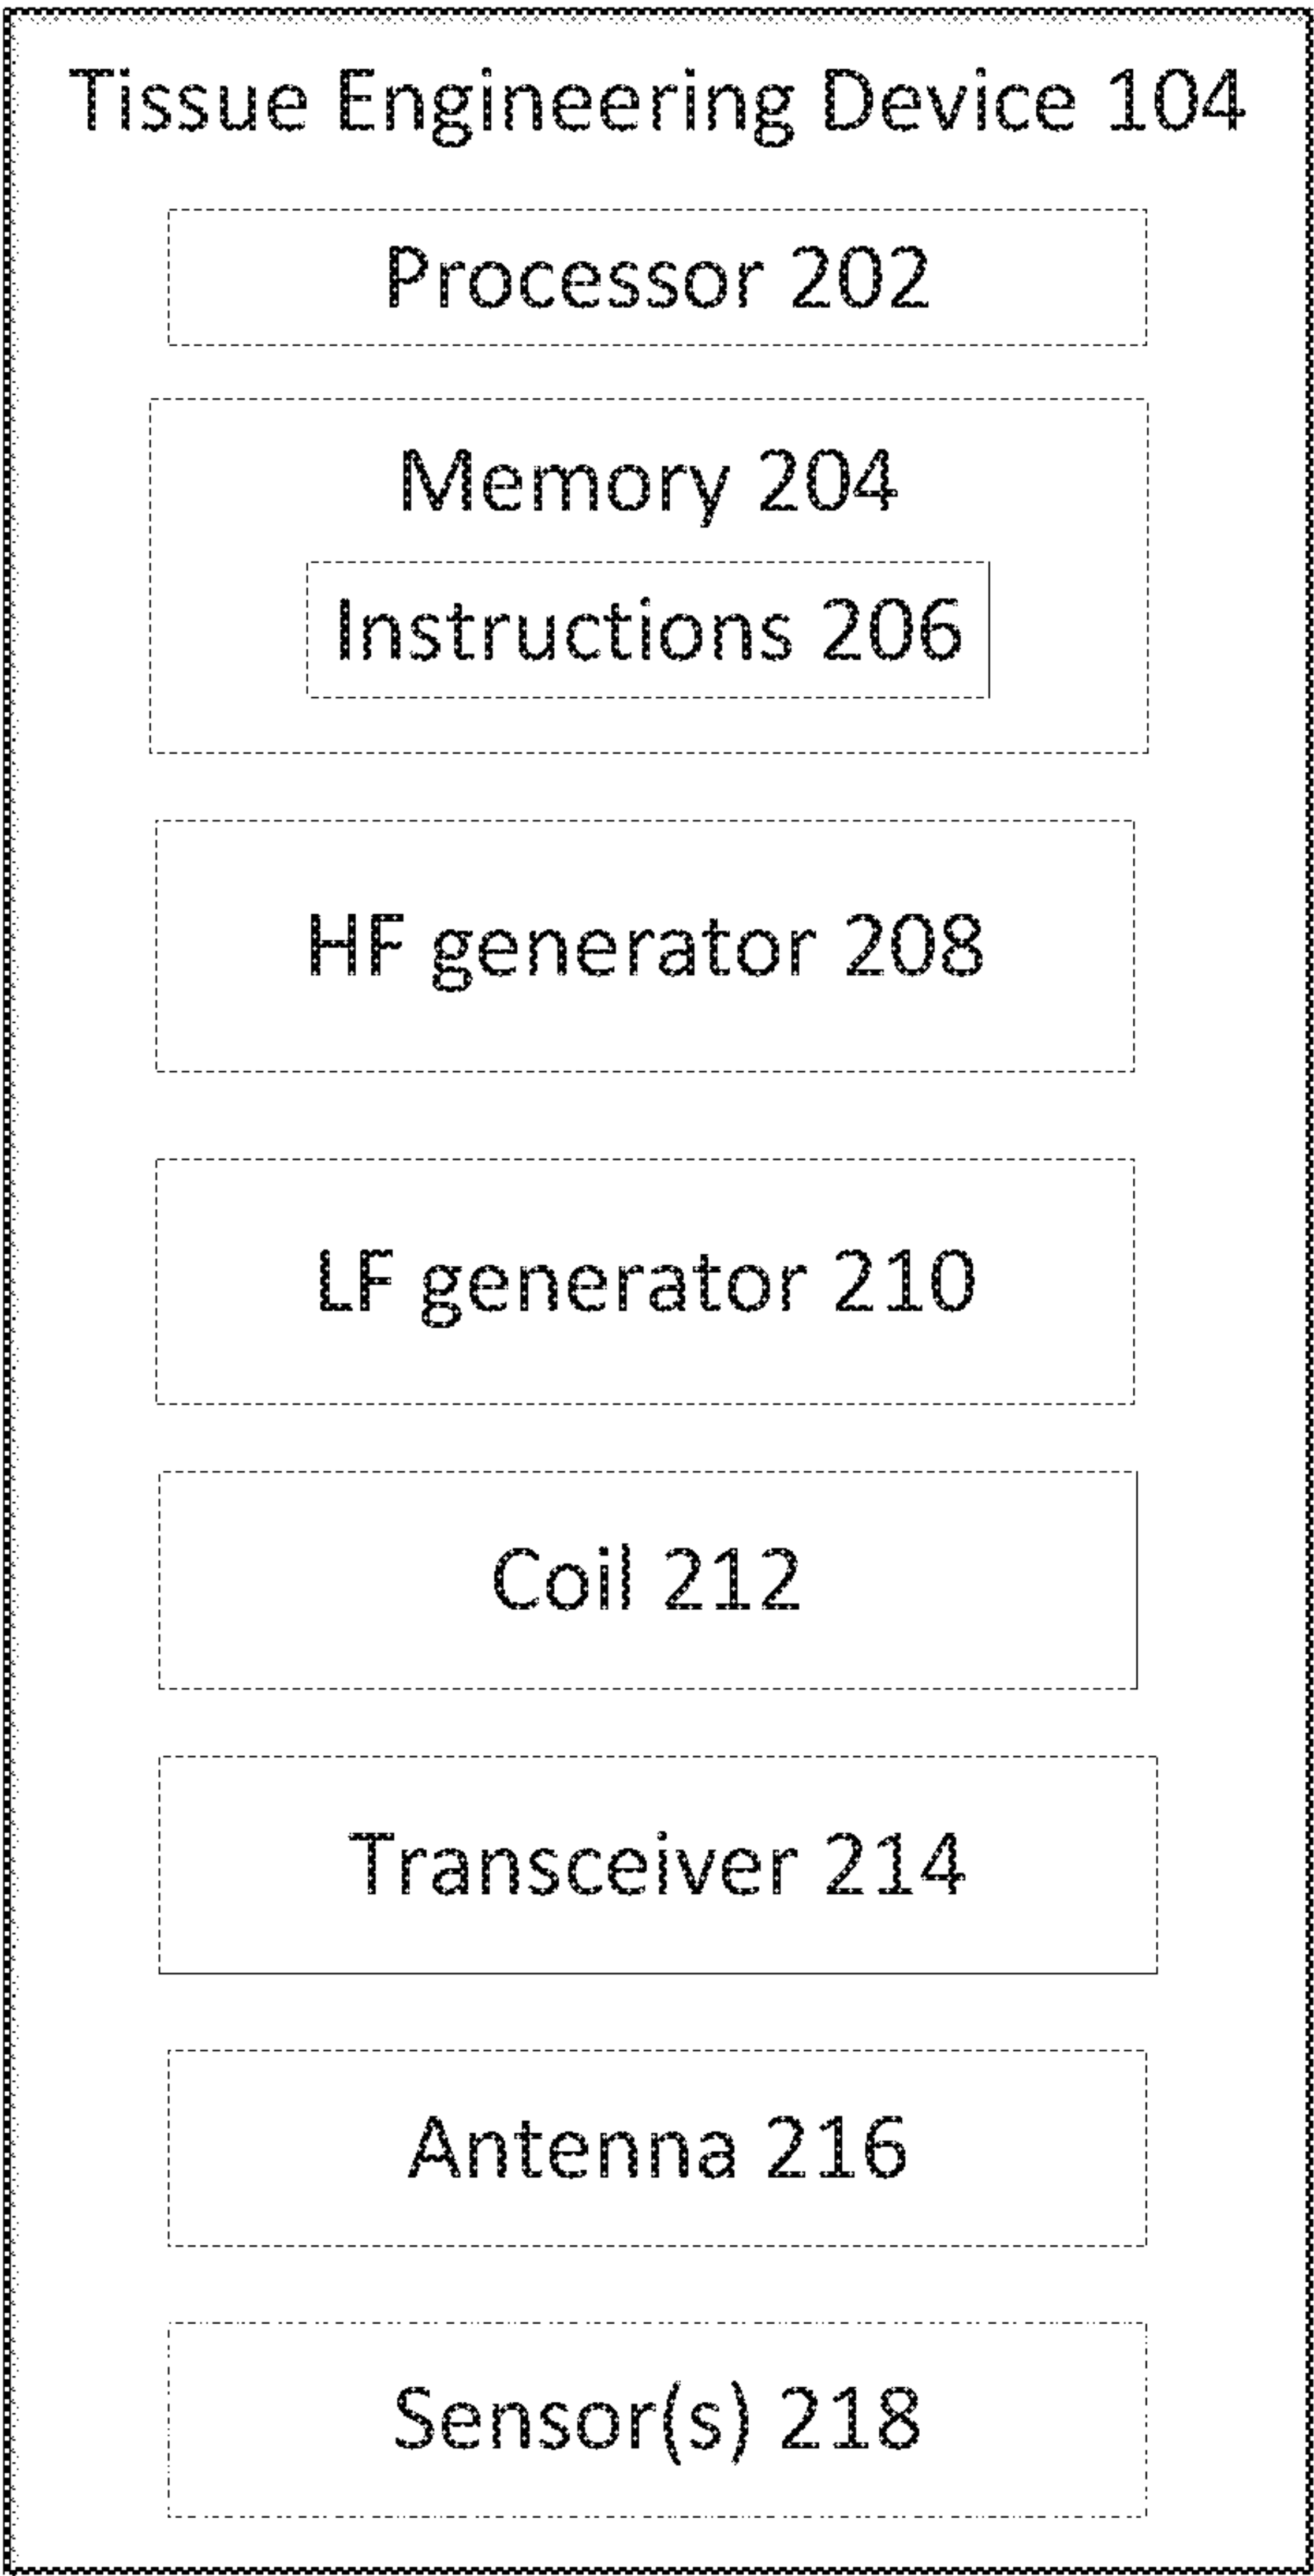 Tissue Engineering Device 104
Processor 202
Memory 204
Instructions 206
HF generator 208
LF generator 210
Coil 212
Transceiver 214
Antenna 216
Sensor(s) 218